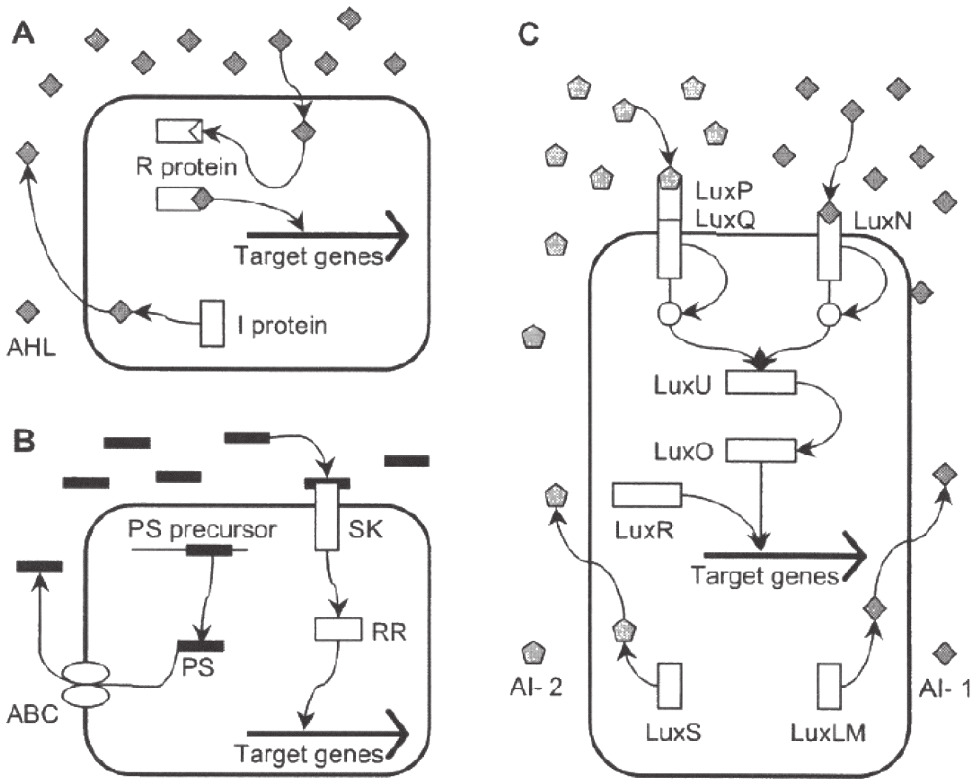 A
R protein
Target genes
I protein
AHL
B
PS precursor
SK
RR
PS
ABC
Target genes
C
LuxP
LuxQ
LuxN
LuxU
LuxO
LuxR
Target genes
AI- 2
AI- 1
LuxS
LuxLM